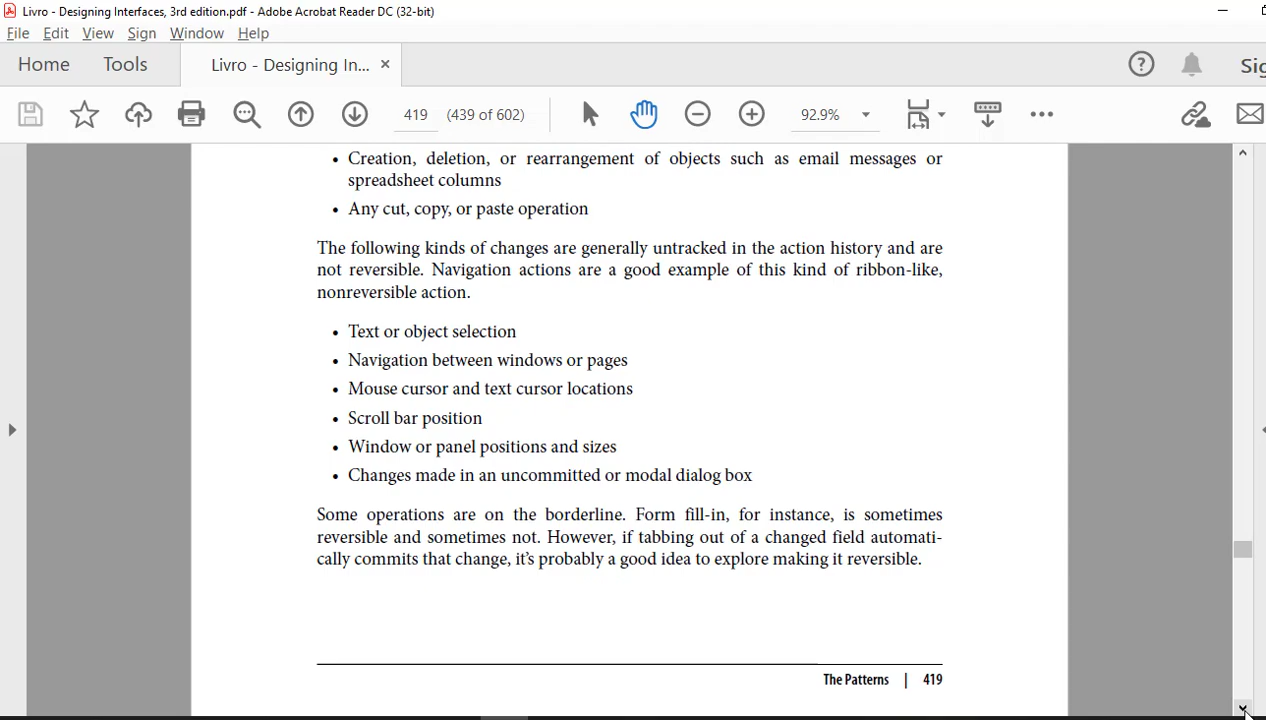 Livro - Designing Interfaces, 3rd edition.pdf - Adobe Acrobat Reader DC (32-bit)
File Edit View Sign Window Help
Home Tools Livro - Designing In... × Sig
419 (439 of 602) 92.9%
• Creation, deletion, or rearrangement of objects such as email messages or
spreadsheet columns
• Any cut, copy, or paste operation
The following kinds of changes are generally untracked in the action history and are
not reversible. Navigation actions are a good example of this kind of ribbon-like,
nonreversible action.
• Text or object selection
• Navigation between windows or pages
• Mouse cursor and text cursor locations
• Scroll bar position
• Window or panel positions and sizes
• Changes made in an uncommitted or modal dialog box
Some operations are on the borderline. Form fill-in, for instance, is sometimes
reversible and sometimes not. However, if tabbing out of a changed field automati-
cally commits that change, it's probably a good idea to explore making it reversible.
The Patterns | 419